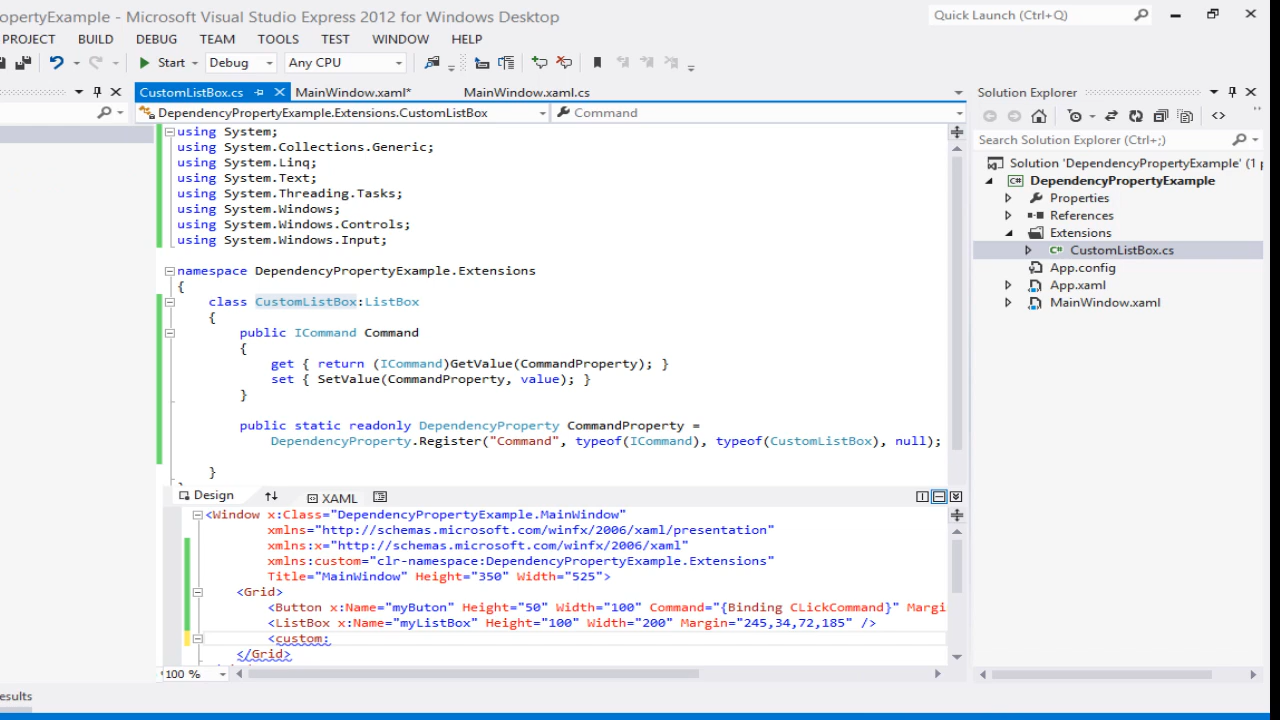 opertyExample - Microsoft Visual Studio Express 2012 for Windows Desktop
Quick Launch (Ctrl+Q)
PROJECT BUILD DEBUG TEAM TOOLS TEST WINDOW HELP
Start Debug Any CPU
CustomListBox.cs MainWindow.xaml* MainWindow.xaml.cs
DependencyPropertyExample.Extensions.CustomListBox Command
using System;
using System.Collections.Generic;
using System.Linq;
using System.Text;
using System.Threading.Tasks;
using System.Windows;
using System.Windows.Controls;
using System.Windows.Input;
namespace DependencyPropertyExample.Extensions
{
class CustomListBox:ListBox
{
public ICommand Command
{
get { return (ICommand)GetValue(CommandProperty); }
set { SetValue(CommandProperty, value); }
}
public static readonly DependencyProperty CommandProperty =
DependencyProperty.Register("Command", typeof(ICommand), typeof(CustomListBox), null);
}
Design XAML
<Window x:Class="DependencyPropertyExample.MainWindow"
xmlns="http://schemas.microsoft.com/winfx/2006/xaml/presentation"
xmlns:x="http://schemas.microsoft.com/winfx/2006/xaml"
xmlns:custom="clr-namespace:DependencyPropertyExample.Extensions"
Title="MainWindow" Height="350" Width="525">
<Grid>
<Button x:Name="myButon" Height="50" Width="100" Command="{Binding CLickCommand}" Margi
<ListBox x:Name="myListBox" Height="100" Width="200" Margin="245,34,72,185" />
<custom:
</Grid>
100 %
esults
Solution Explorer
Search Solution Explorer (Ctrl+;)
Solution 'DependencyPropertyExample' (1 p
DependencyPropertyExample
Properties
References
Extensions
C# CustomListBox.cs
App.config
App.xaml
MainWindow.xaml